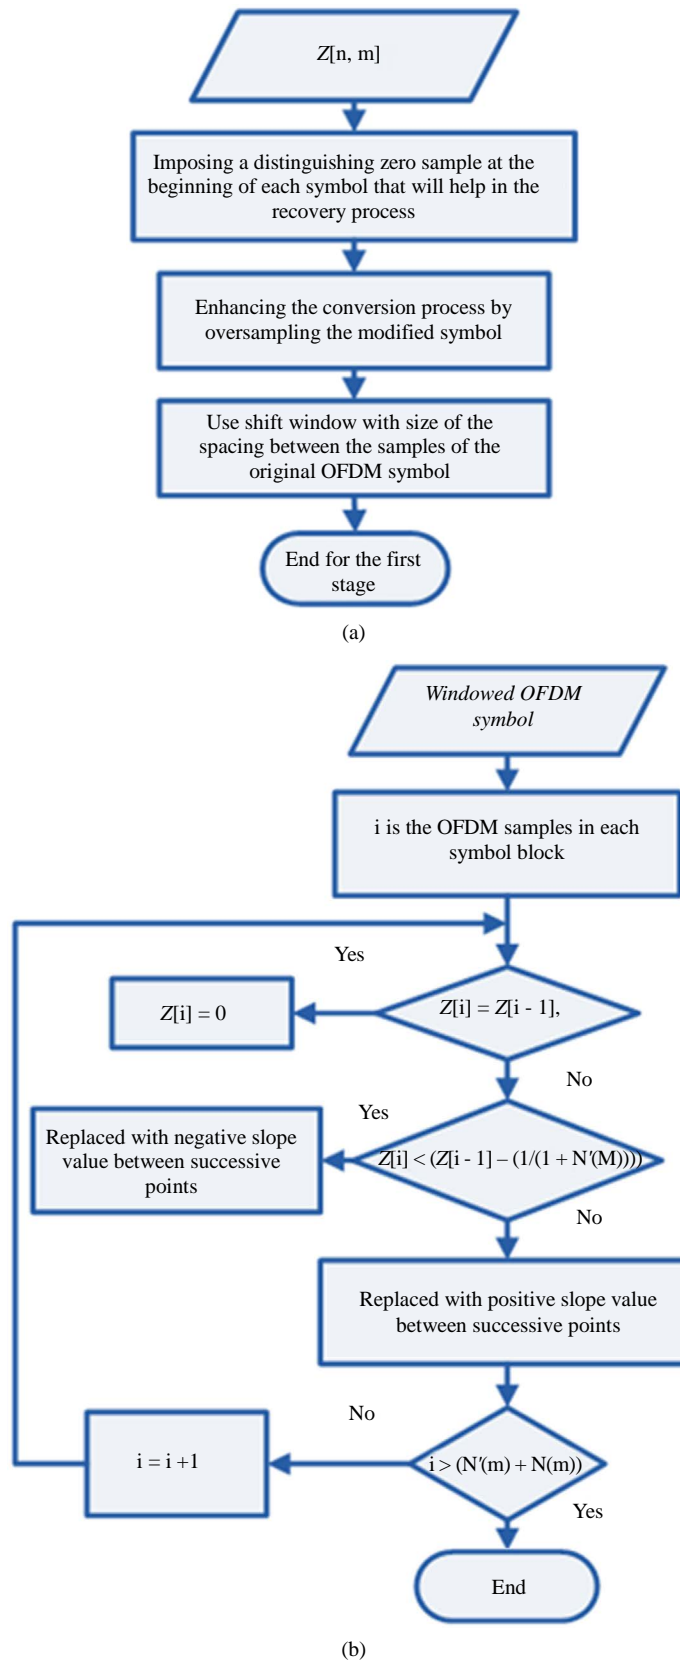 Z[n, m]
Imposing a distinguishing zero sample at the
beginning of each symbol that will help in the
recovery process
Enhancing the conversion process by
oversampling the modified symbol
Use shift window with size of the
spacing between the samples of the
original OFDM symbol
End for the first
stage
(a)
Windowed OFDM
symbol
i is the OFDM samples in each
symbol block
Yes
Z[i] = 0
Z[i] = Z[i - 1],
No
Yes
Replaced with negative slope
value between successive
points
Z[i] < (Z[i - 1] – (1/(1 + N′(M))))
No
Replaced with positive slope value
between successive points
No
i = i +1
i > (N′(m) + N(m))
Yes
End
(b)